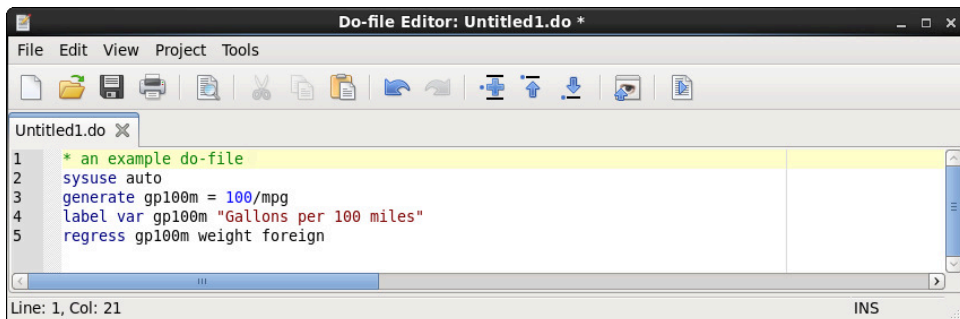 Do-file Editor: Untitled1.do *
File Edit View Project Tools
Untitled1.do
1 * an example do-file
2 sysuse auto
3 generate gp100m = 100/mpg
4 label var gp100m "Gallons per 100 miles"
5 regress gp100m weight foreign
Line: 1, Col: 21 INS